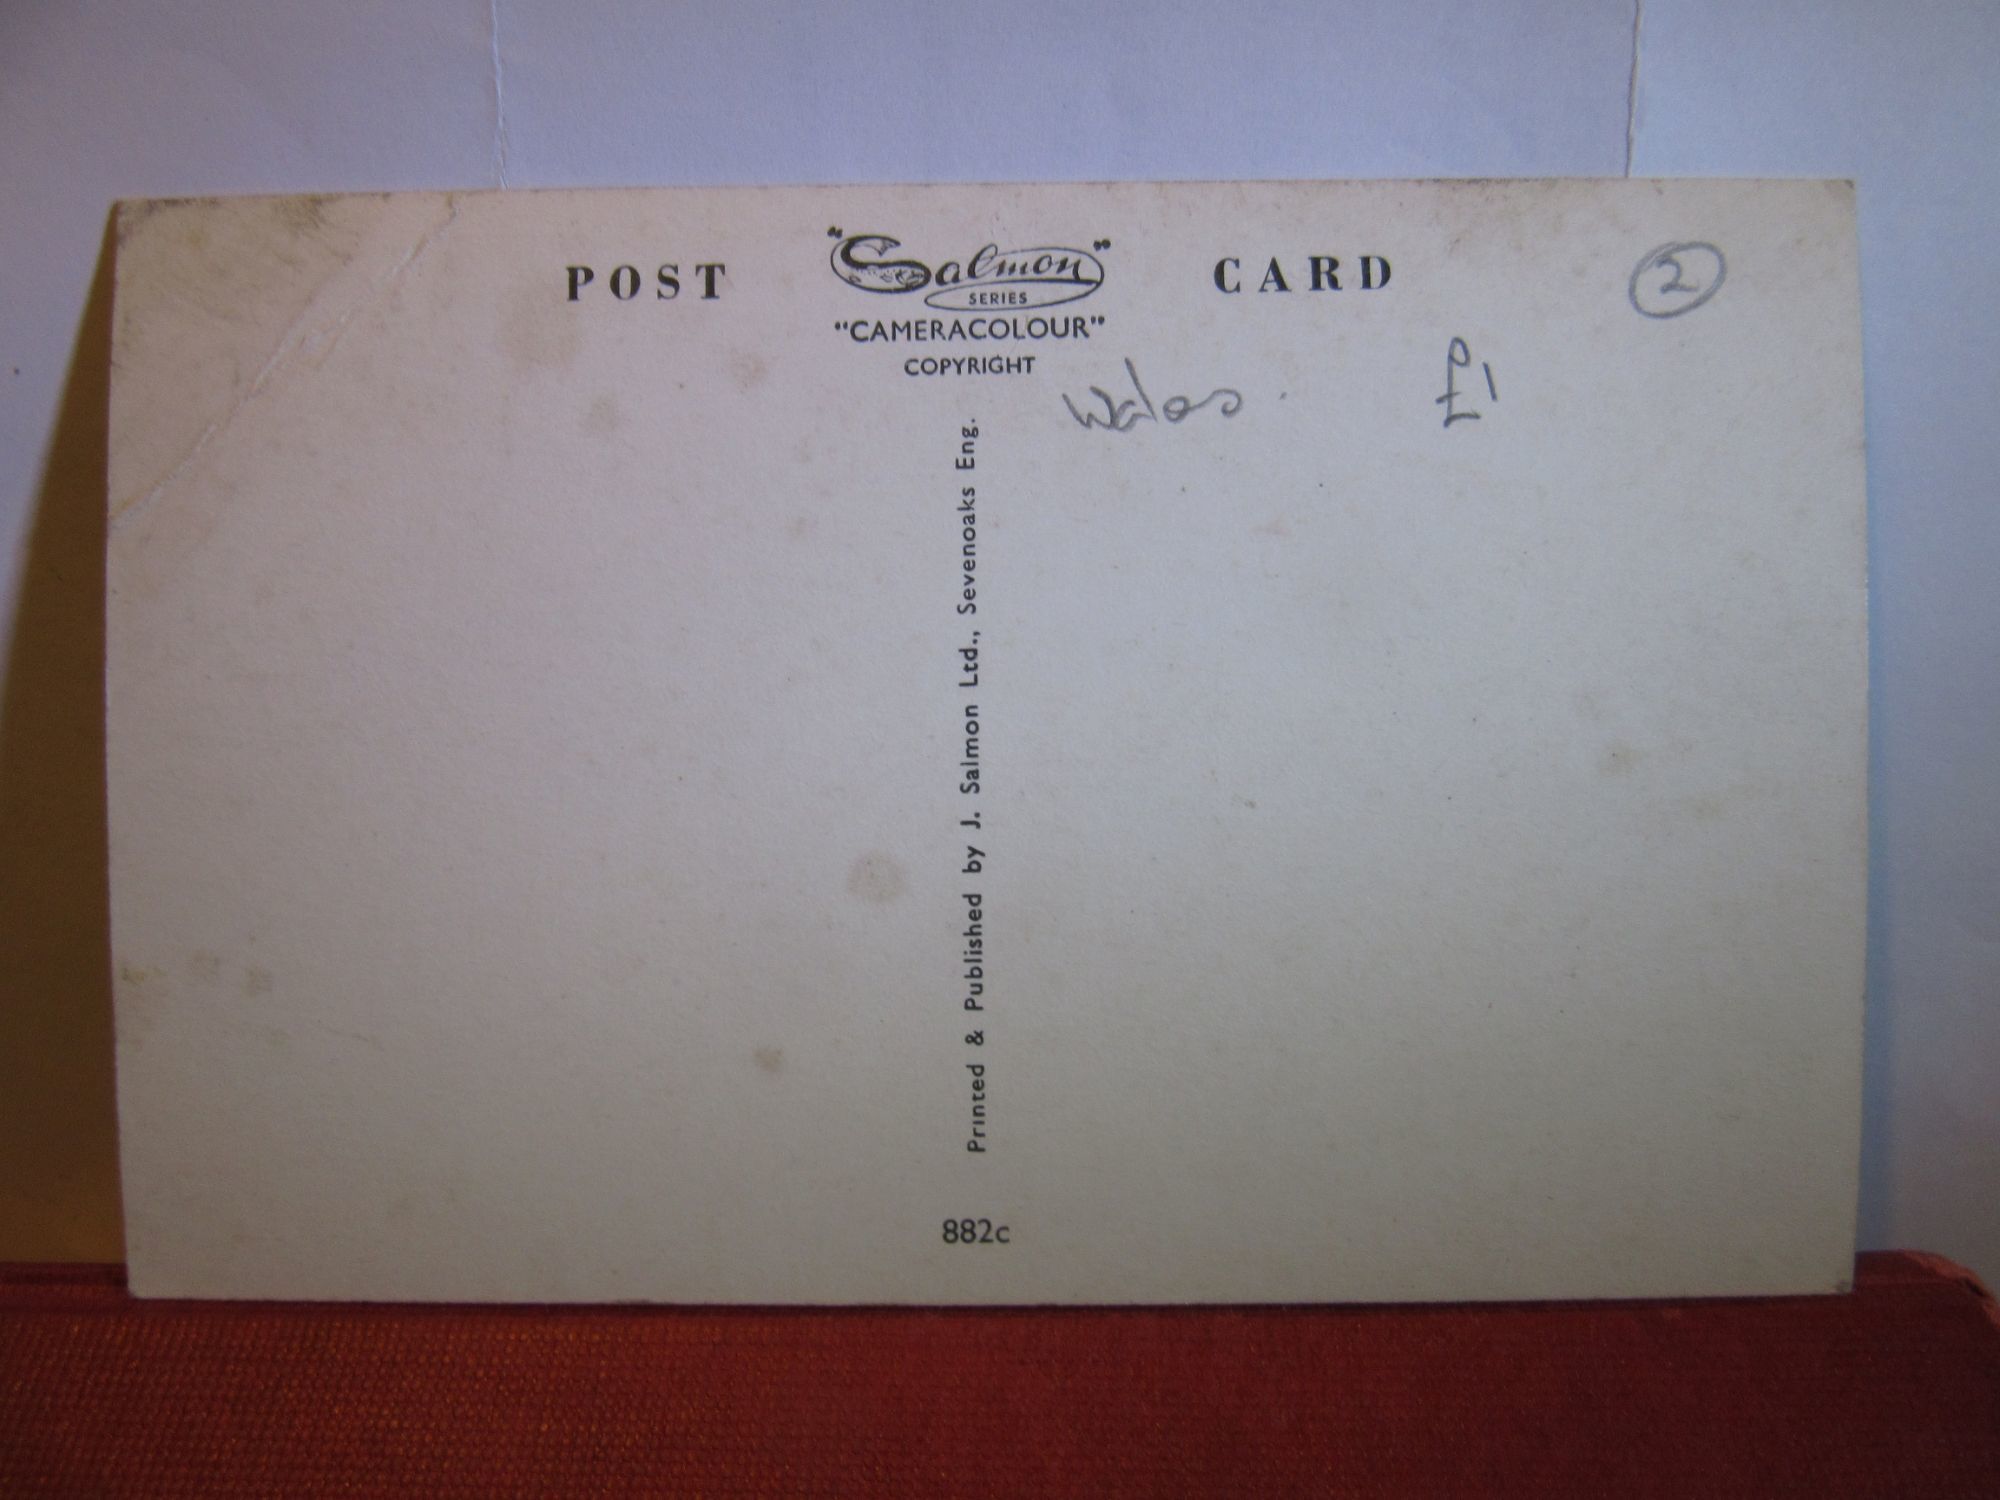 POST "Salmon" CARD
SERIES
"CAMERACOLOUR"
COPYRIGHT
2
Wales.
£1
Printed & Published by J. Salmon Ltd., Sevenoaks Eng.
882c